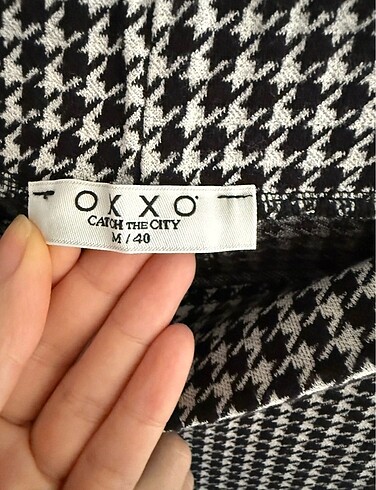 OXXO
CATCH THE CITY
M / 40